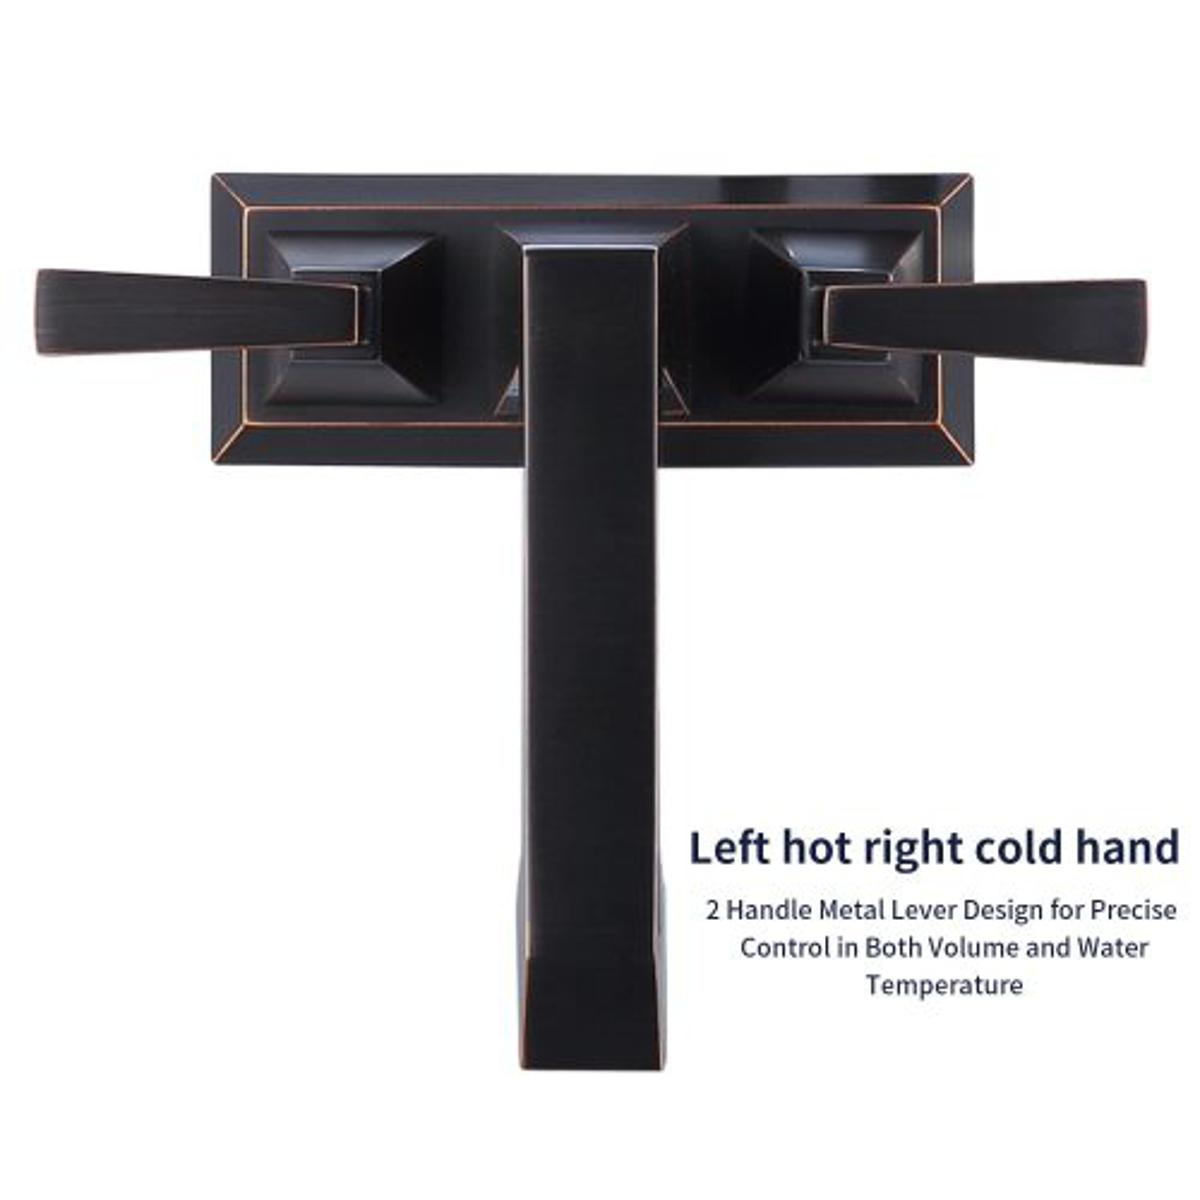 Left hot right cold hand
2 Handle Metal Lever Design for Precise
Control in Both Volume and Water
Temperature